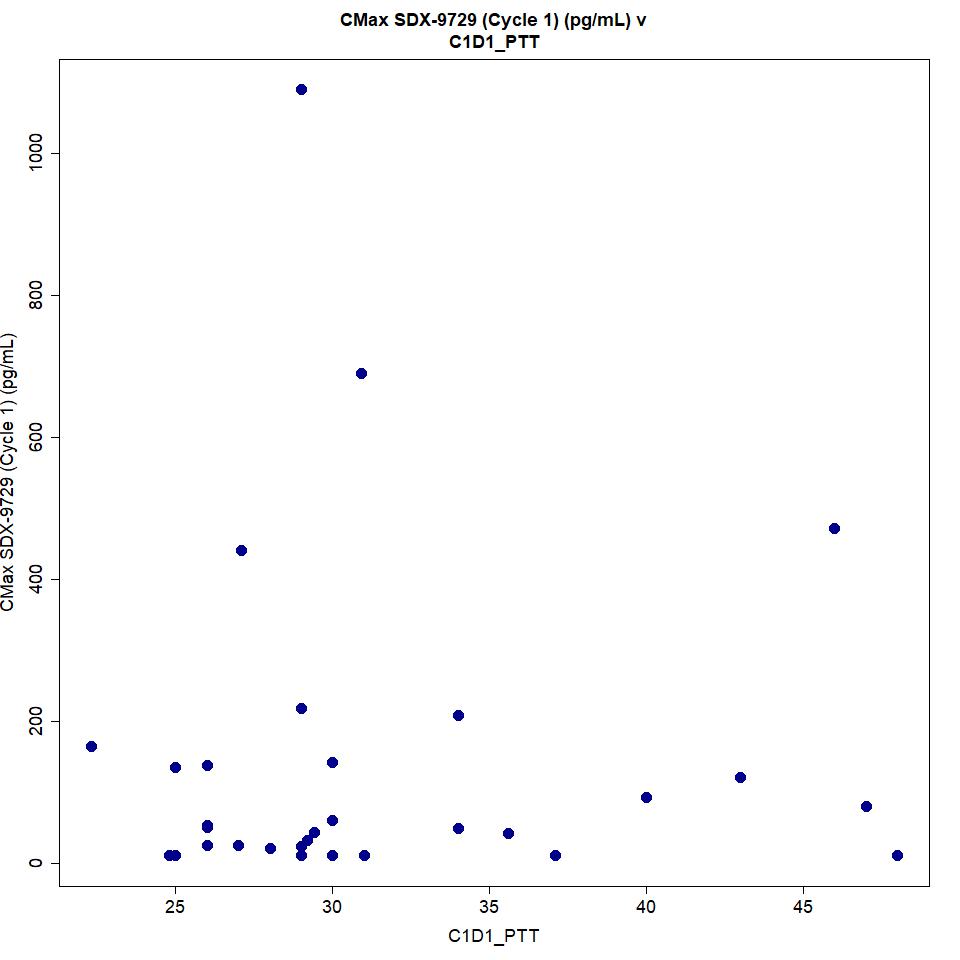 CMax SDX-9729 (Cycle 1) (pg/mL) v
C1D1_PTT
CMax SDX-9729 (Cycle 1) (pg/mL)
1000
800
600
400
200
0
25 30 35 40 45
C1D1_PTT